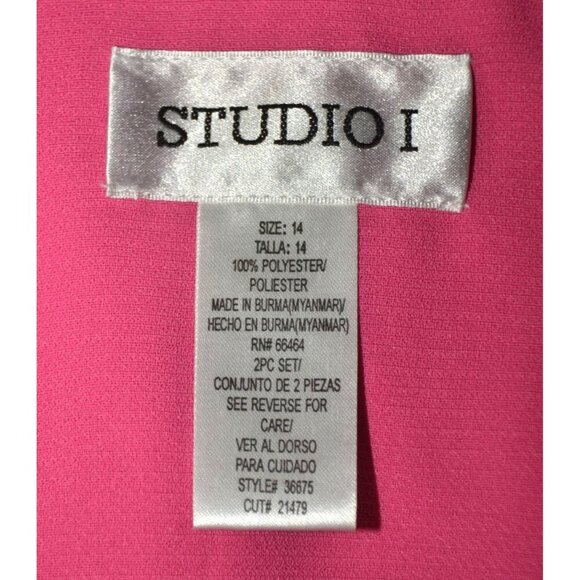 STUDIO I
SIZE: 14
TALLA: 14
100% POLYESTER/
POLIESTER
MADE IN BURMA(MYANMAR)/
HECHO EN BURMA(MYANMAR)
RN# 66464
2PC SET/
CONJUNTO DE 2 PIEZAS
SEE REVERSE FOR
CARE/
VER AL DORSO
PARA CUIDADO
STYLE# 36675
CUT# 21479